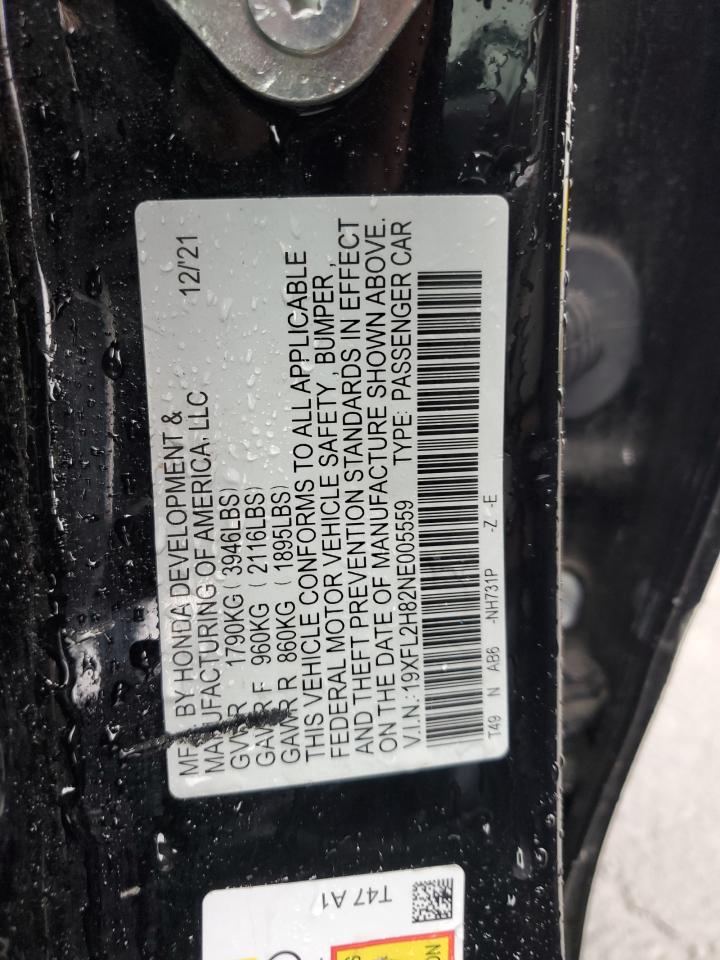 MFD. BY HONDA DEVELOPMENT & 12/'21
MANUFACTURING OF AMERICA, LLC
GVWR 1790KG (3946LBS)
GAWR F 960KG (2116LBS)
GAWR R 860KG (1895LBS)
THIS VEHICLE CONFORMS TO ALL APPLICABLE
FEDERAL MOTOR VEHICLE SAFETY, BUMPER,
AND THEFT PREVENTION STANDARDS IN EFFECT
ON THE DATE OF MANUFACTURE SHOWN ABOVE.
V.I.N.:19XFL2H82NE005559 TYPE: PASSENGER CAR
T49 N AB6 -NH731P -Z -E
T47 A1